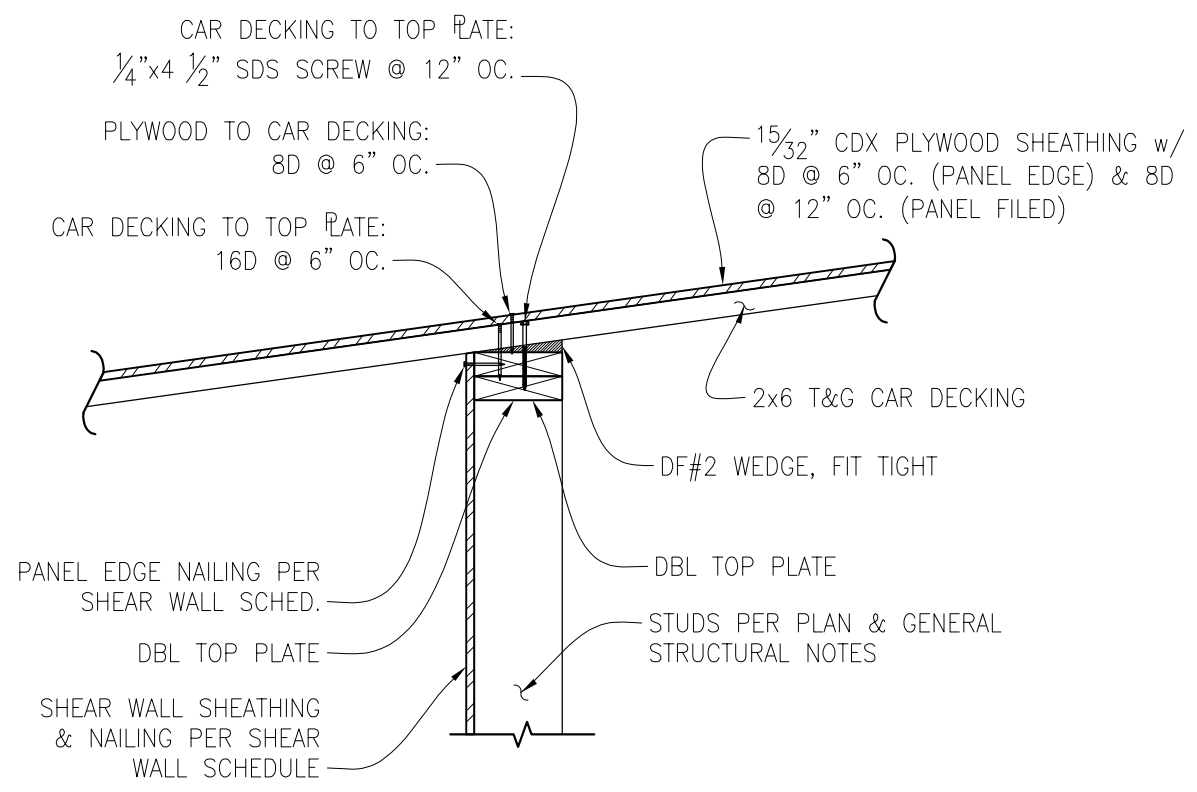 CAR DECKING TO TOP PLATE:
1/4"x4 1/2" SDS SCREW @ 12" OC.
PLYWOOD TO CAR DECKING:
8D @ 6" OC.
CAR DECKING TO TOP PLATE:
16D @ 6" OC.
15/32" CDX PLYWOOD SHEATHING w/
8D @ 6" OC. (PANEL EDGE) & 8D
@ 12" OC. (PANEL FILED)
2x6 T&G CAR DECKING
DF#2 WEDGE, FIT TIGHT
DBL TOP PLATE
STUDS PER PLAN & GENERAL
STRUCTURAL NOTES
PANEL EDGE NAILING PER
SHEAR WALL SCHED.
DBL TOP PLATE
SHEAR WALL SHEATHING
& NAILING PER SHEAR
WALL SCHEDULE